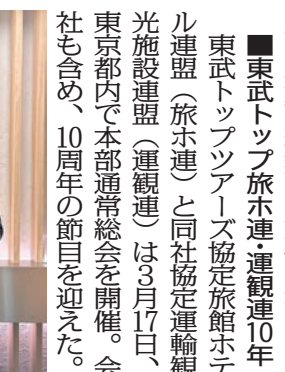 ■東武トップ旅ホ連・運観連10年
東武トップツアーズ協定旅館ホテ
ル連盟（旅ホ連）と同社協定運輸観
光施設連盟（運観連）は3月17日、
東京都内で本部通常総会を開催。会
社も含め、10周年の節目を迎えた。